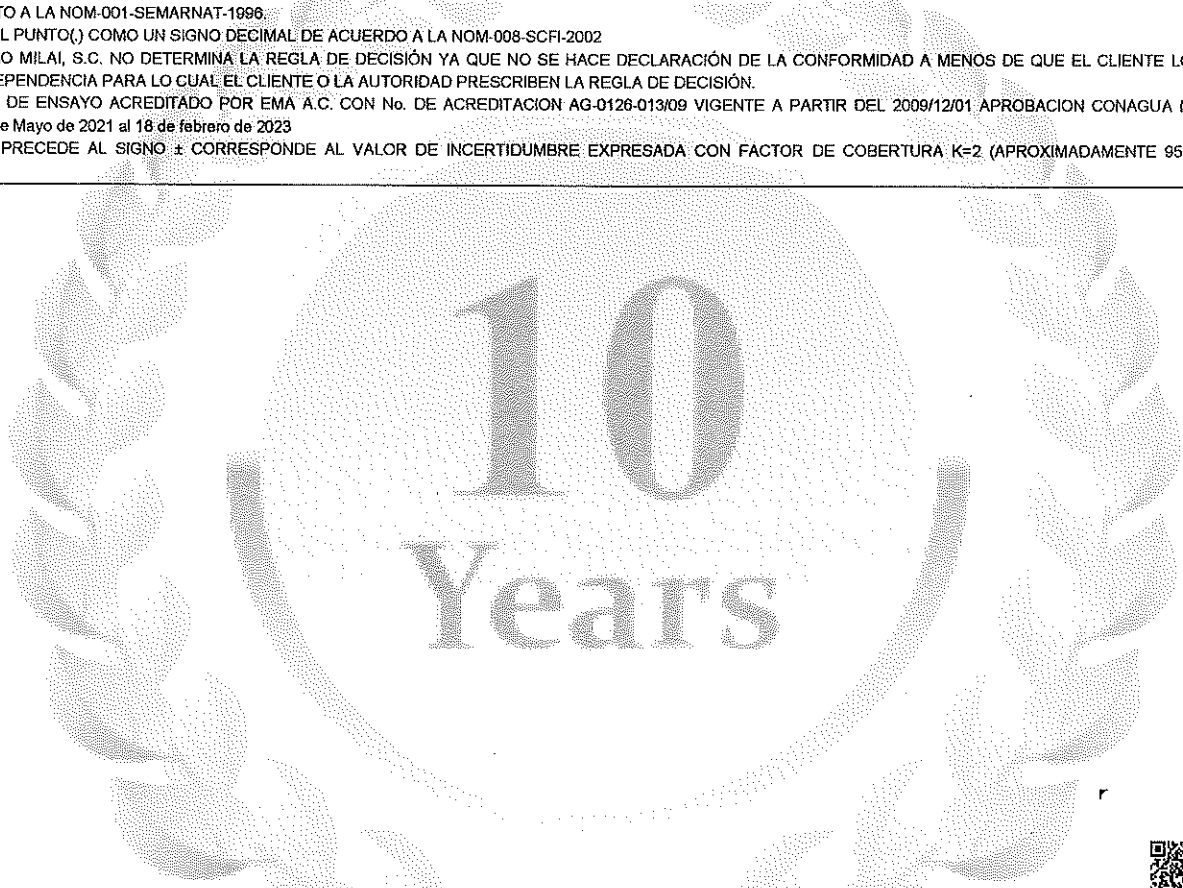 TO A LA NOM-001-SEMARNAT-1996.
L PUNTO(.) COMO UN SIGNO DECIMAL DE ACUERDO A LA NOM-008-SCFI-2002
O MILAI, S.C. NO DETERMINA LA REGLA DE DECISIÓN YA QUE NO SE HACE DECLARACIÓN DE LA CONFORMIDAD A MENOS DE QUE EL CLIENTE LO
EPENDENCIA PARA LO CUAL EL CLIENTE O LA AUTORIDAD PRESCRIBEN LA REGLA DE DECISIÓN.
DE ENSAYO ACREDITADO POR EMA A.C. CON No. DE ACREDITACION AG-0126-013/09 VIGENTE A PARTIR DEL 2009/12/01 APROBACION CONAGUA
e Mayo de 2021 al 18 de febrero de 2023
PRECEDE AL SIGNO ± CORRESPONDE AL VALOR DE INCERTIDUMBRE EXPRESADA CON FACTOR DE COBERTURA K=2 (APROXIMADAMENTE 95
10
Years
r